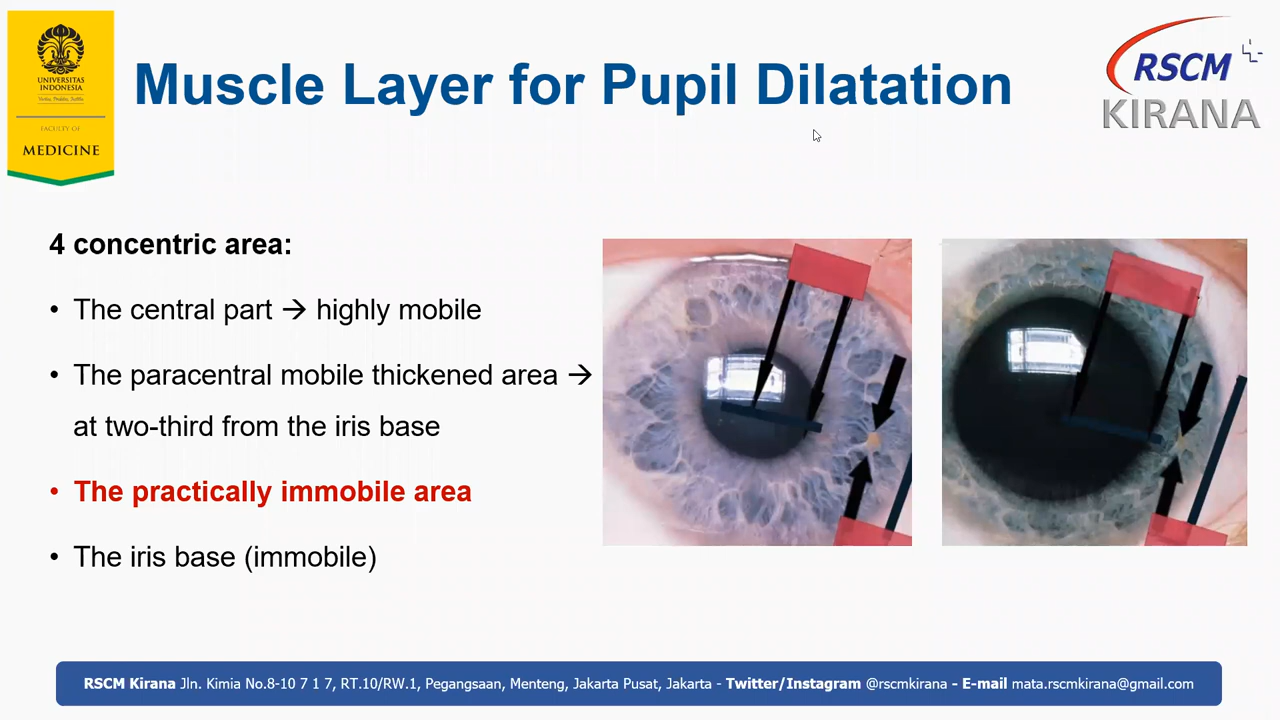 UNIVERSITAS
INDONESIA
Veritas, Probitas, Iustitia
FACULTY OF
MEDICINE
Muscle Layer for Pupil Dilatation
RSCM
KIRANA
4 concentric area:
• The central part → highly mobile
• The paracentral mobile thickened area →
at two-third from the iris base
• The practically immobile area
• The iris base (immobile)
RSCM Kirana Jln. Kimia No.8-10 7 1 7, RT.10/RW.1, Pegangsaan, Menteng, Jakarta Pusat, Jakarta - Twitter/Instagram @rscmkirana - E-mail mata.rscmkirana@gmail.com